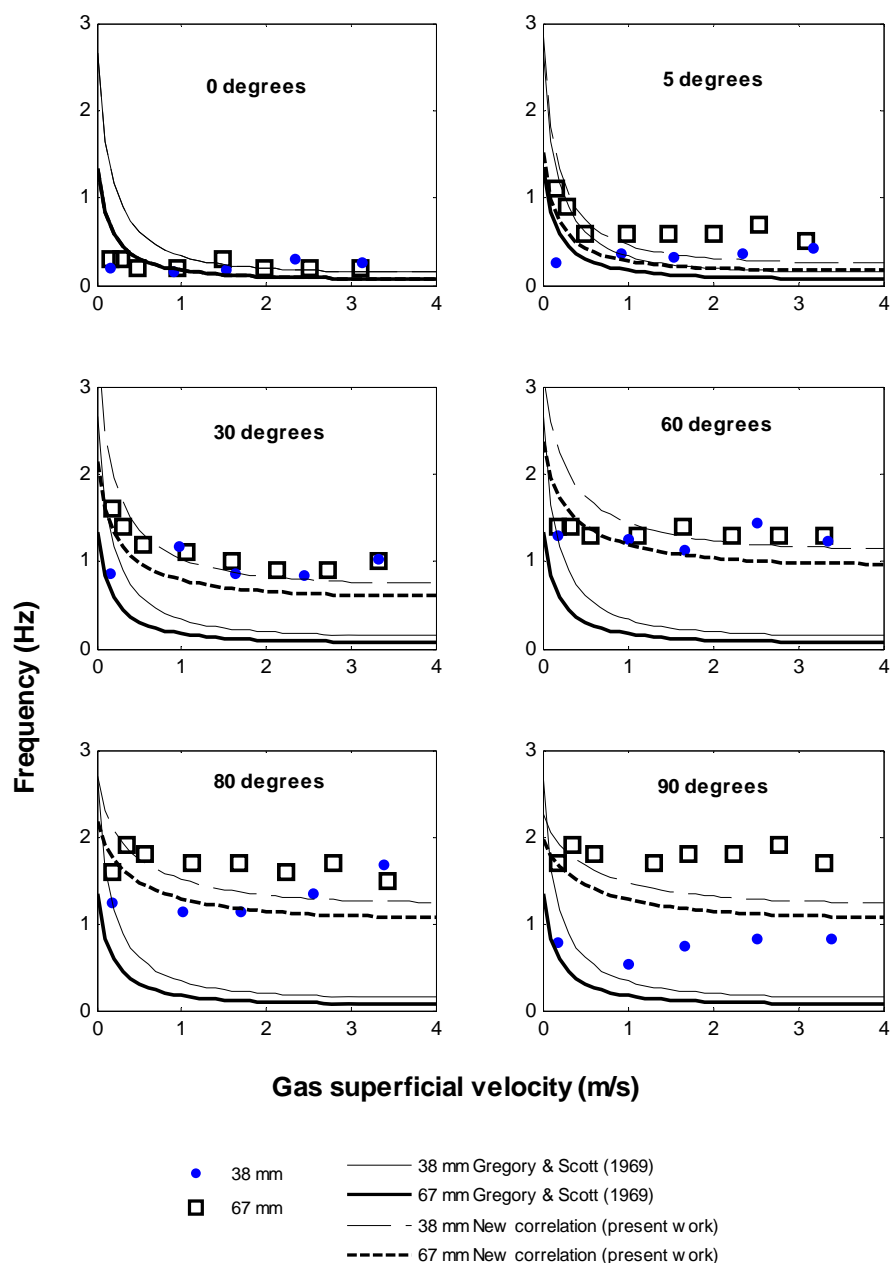 3
2
1
0
0 1 2 3 4
0 degrees
3
2
1
0
0 1 2 3 4
5 degrees
3
2
1
0
0 1 2 3 4
30 degrees
3
2
1
0
0 1 2 3 4
60 degrees
3
2
1
0
0 1 2 3 4
80 degrees
3
2
1
0
0 1 2 3 4
90 degrees
Frequency (Hz)
Gas superficial velocity (m/s)
38 mm
67 mm
38 mm Gregory & Scott (1969)
67 mm Gregory & Scott (1969)
38 mm New correlation (present work)
67 mm New correlation (present work)